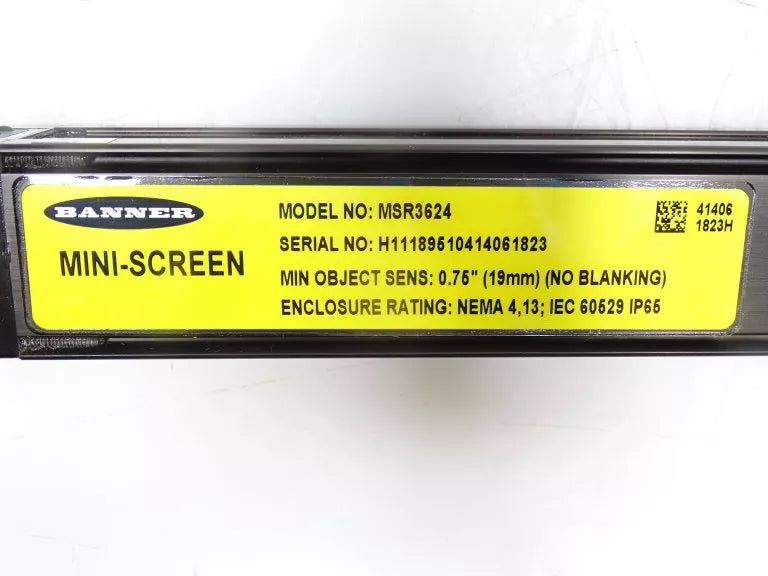 BANNER
MINI-SCREEN
MODEL NO: MSR3624
SERIAL NO: H11189510414061823
MIN OBJECT SENS: 0.75" (19mm) (NO BLANKING)
ENCLOSURE RATING: NEMA 4,13; IEC 60529 IP65
41406
1823H